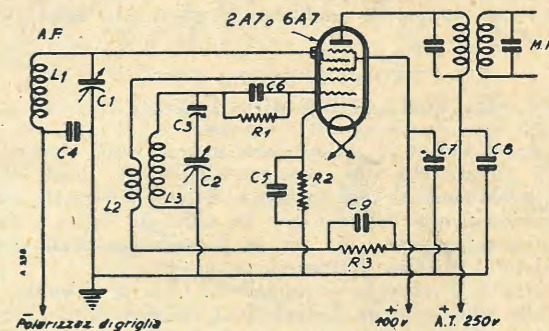 2A7 o 6A7
A.F.
M.F.
L1
C1
C6
C3
R1
C4
C2
C5
R2
C7
C8
L2
L3
C9
R3
A 398
−
+
+
Polarizzaz. di griglia
100v
A.T. 250v